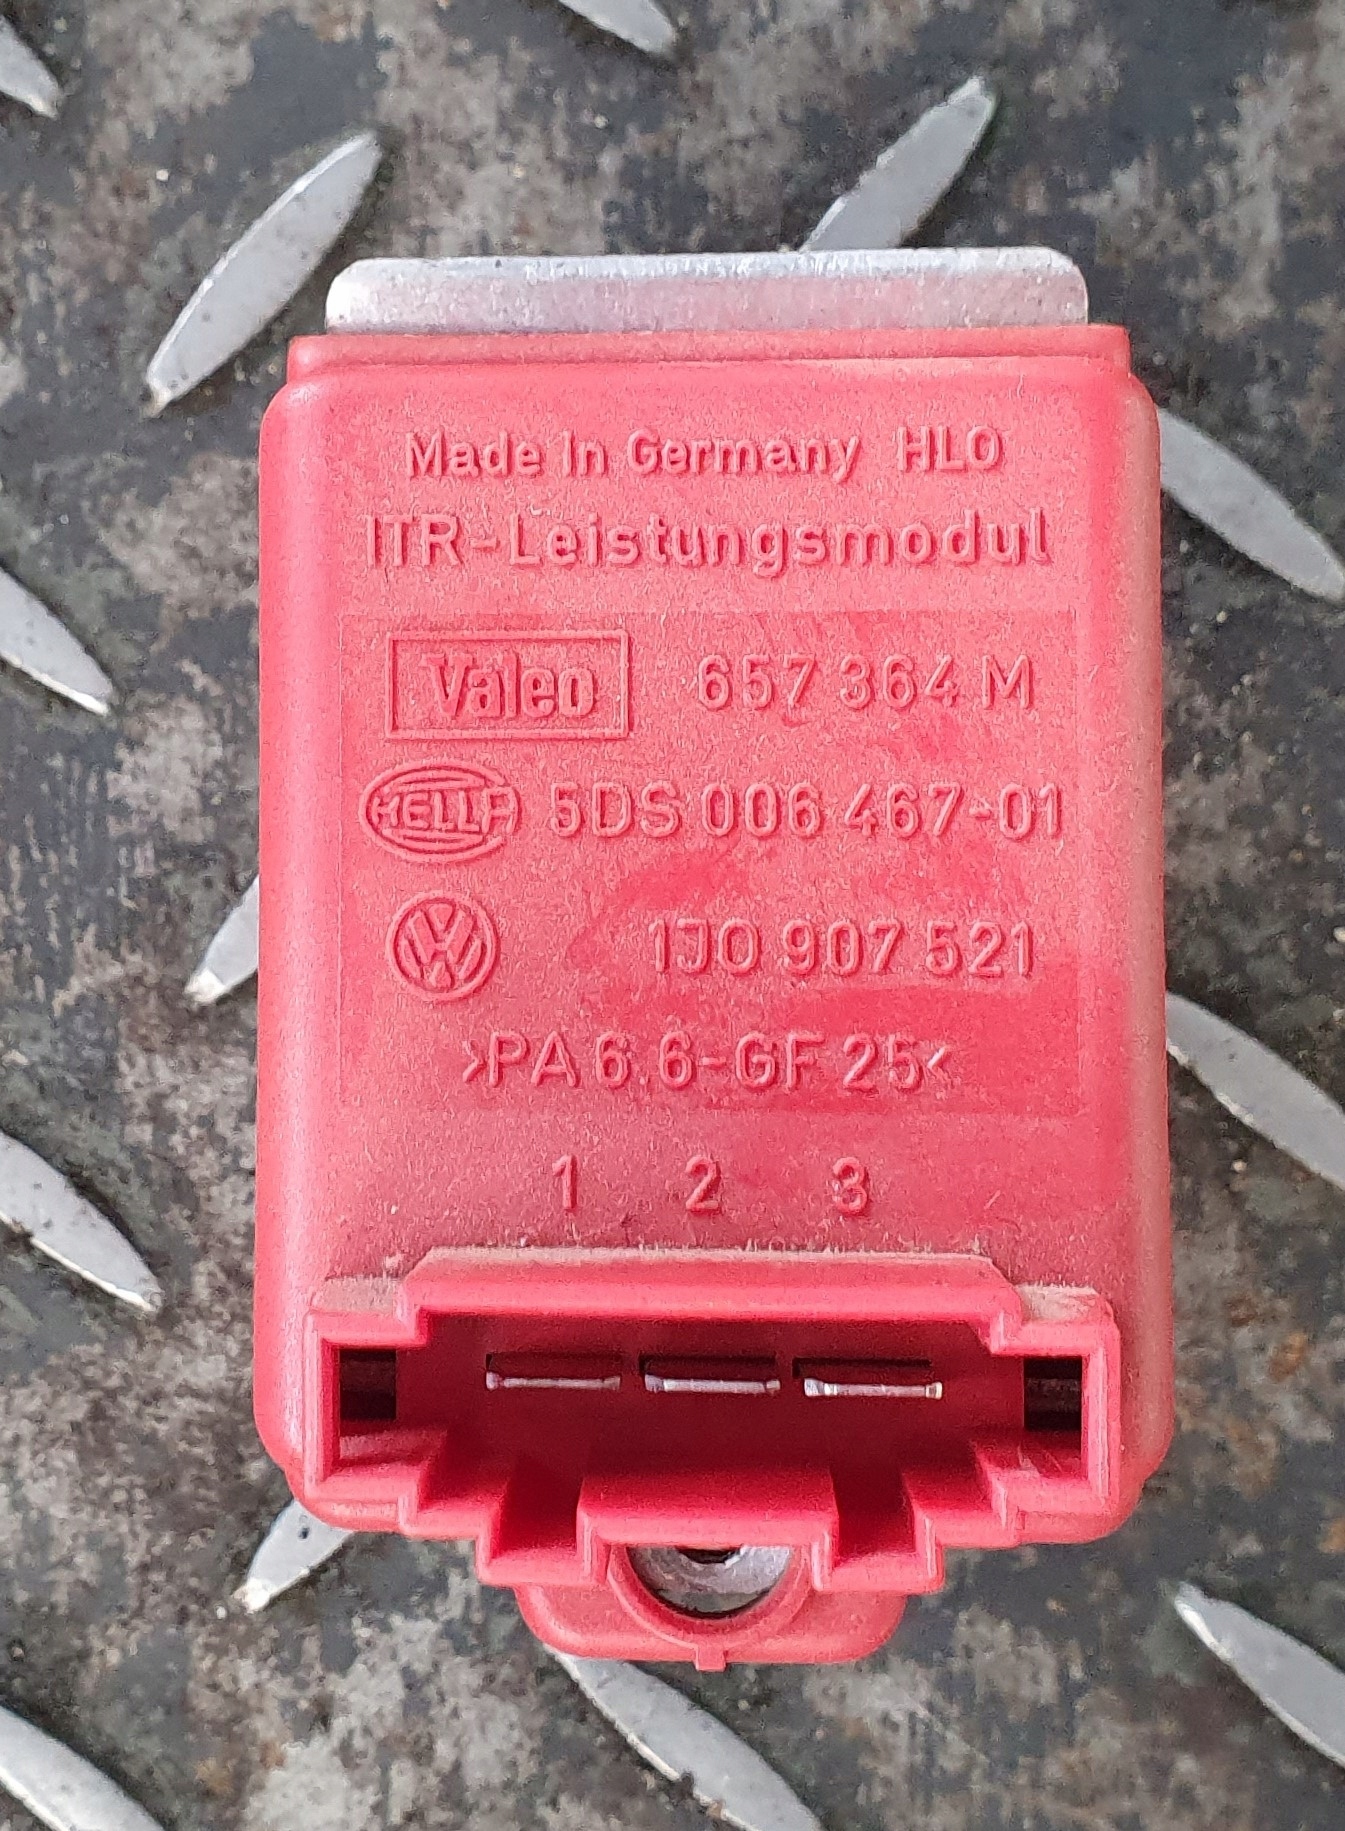 Made In Germany HLO
ITR-Leistungsmodul
Valeo 657 364 M
HELLA 5DS 006 467-01
VW 1J0 907 521
>PA 6.6-GF 25<
1 2 3